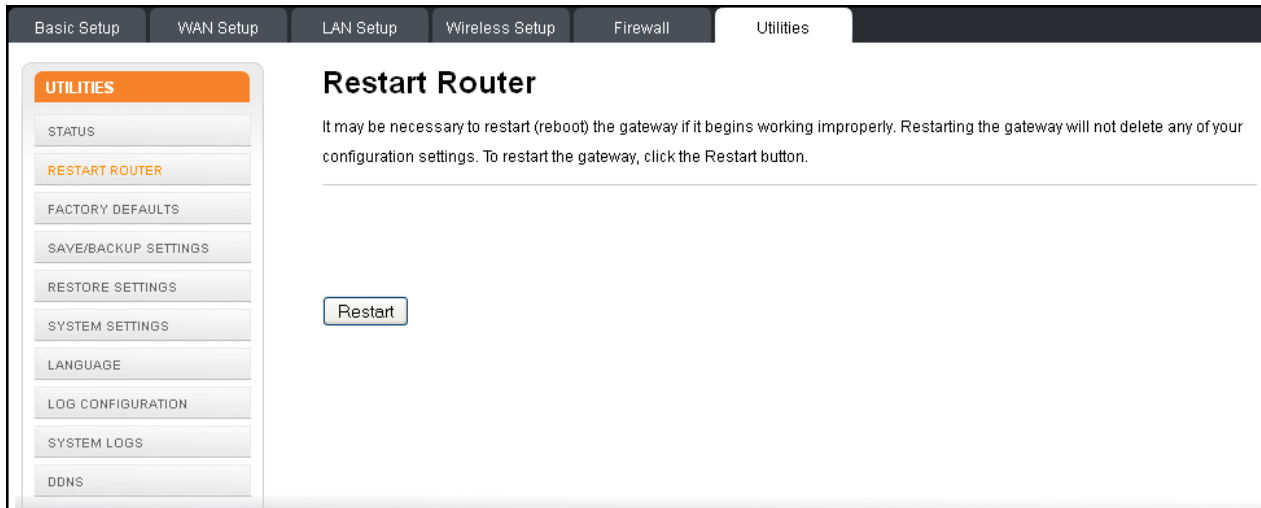 Basic Setup WAN Setup LAN Setup Wireless Setup Firewall Utilities
UTILITIES
STATUS
RESTART ROUTER
FACTORY DEFAULTS
SAVE/BACKUP SETTINGS
RESTORE SETTINGS
SYSTEM SETTINGS
LANGUAGE
LOG CONFIGURATION
SYSTEM LOGS
DDNS
Restart Router
It may be necessary to restart (reboot) the gateway if it begins working improperly. Restarting the gateway will not delete any of your
configuration settings. To restart the gateway, click the Restart button.
Restart